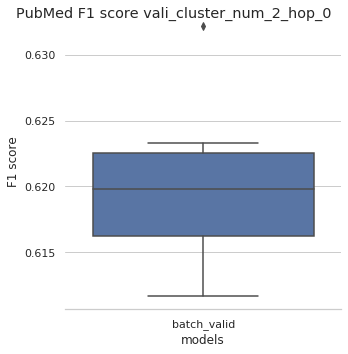 PubMed F1 score vali_cluster_num_2_hop_0
0.630
0.625
0.620
0.615
F1 score
batch_valid
models